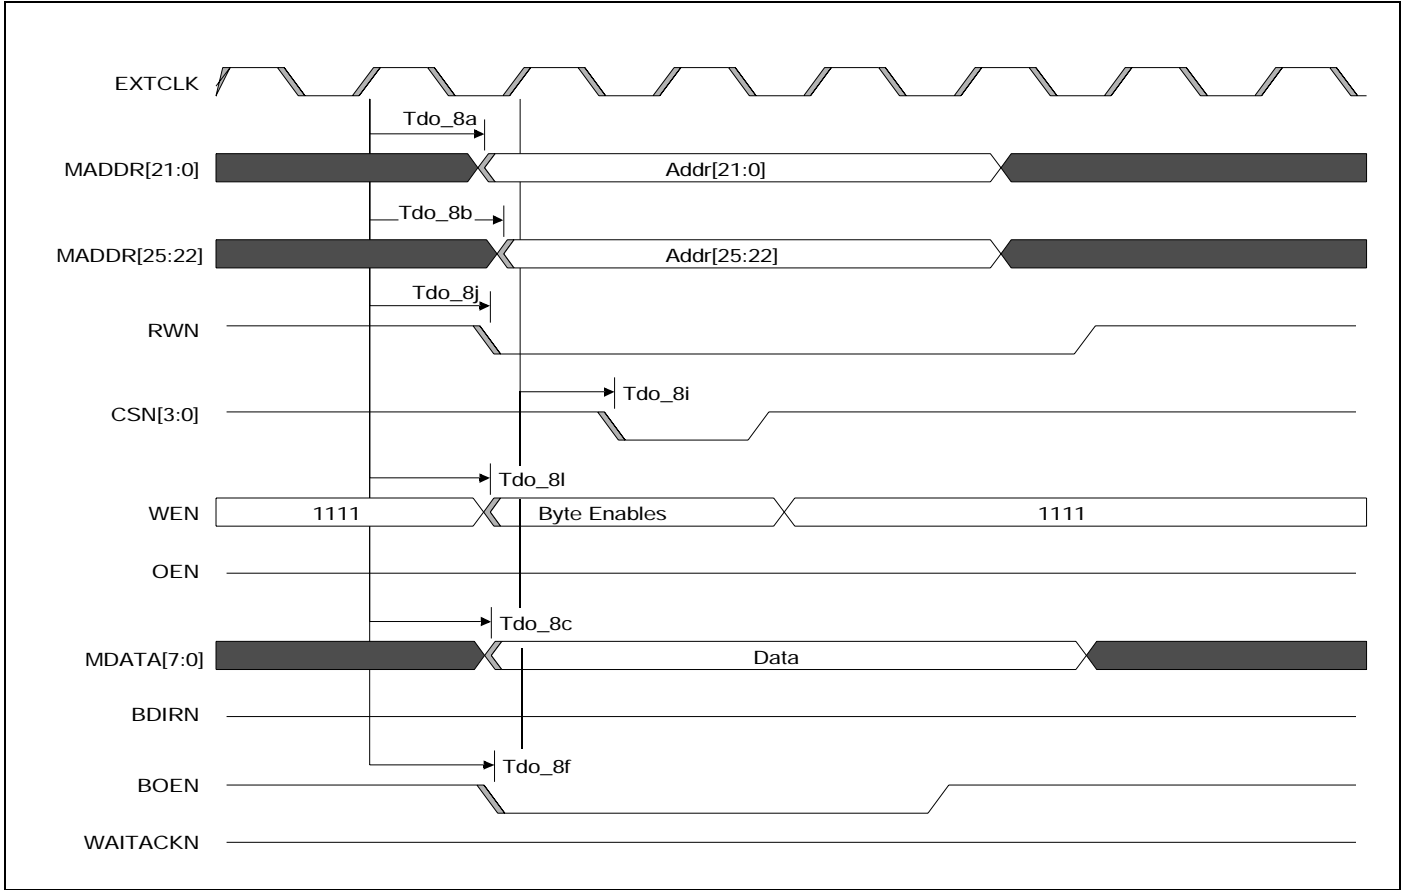 EXTCLK
Tdo_8a
MADDR[21:0] Addr[21:0]
Tdo_8b
MADDR[25:22] Addr[25:22]
Tdo_8j
RWN
Tdo_8i
CSN[3:0]
Tdo_8l
WEN 1111 Byte Enables 1111
OEN
Tdo_8c
MDATA[7:0] Data
BDIRN
Tdo_8f
BOEN
WAITACKN